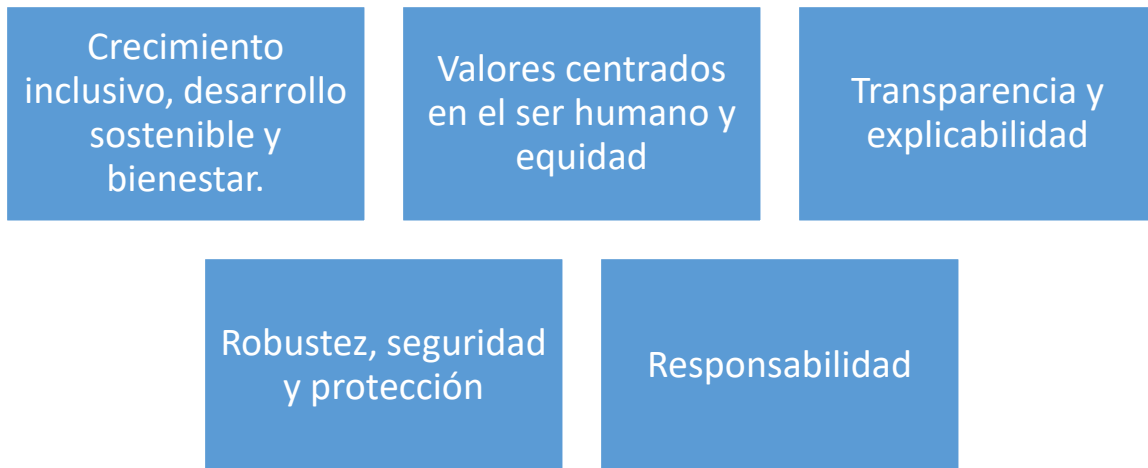 Crecimiento
inclusivo, desarrollo
sostenible y
bienestar.
Valores centrados
en el ser humano y
equidad
Transparencia y
explicabilidad
Robustez, seguridad
y protección
Responsabilidad